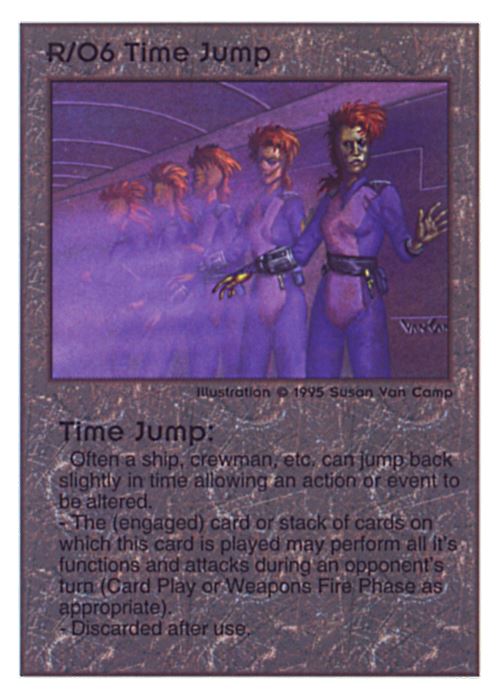 R/O6 Time Jump
VanCam
Illustration © 1995 Susan Van Camp
Time Jump:
Often a ship, crewman, etc. can jump back
slightly in time allowing an action or event to
be altered.
- The (engaged) card or stack of cards on
which this card is played may perform all it's
functions and attacks during an opponent's
turn (Card Play or Weapons Fire Phase as
appropriate).
- Discarded after use.